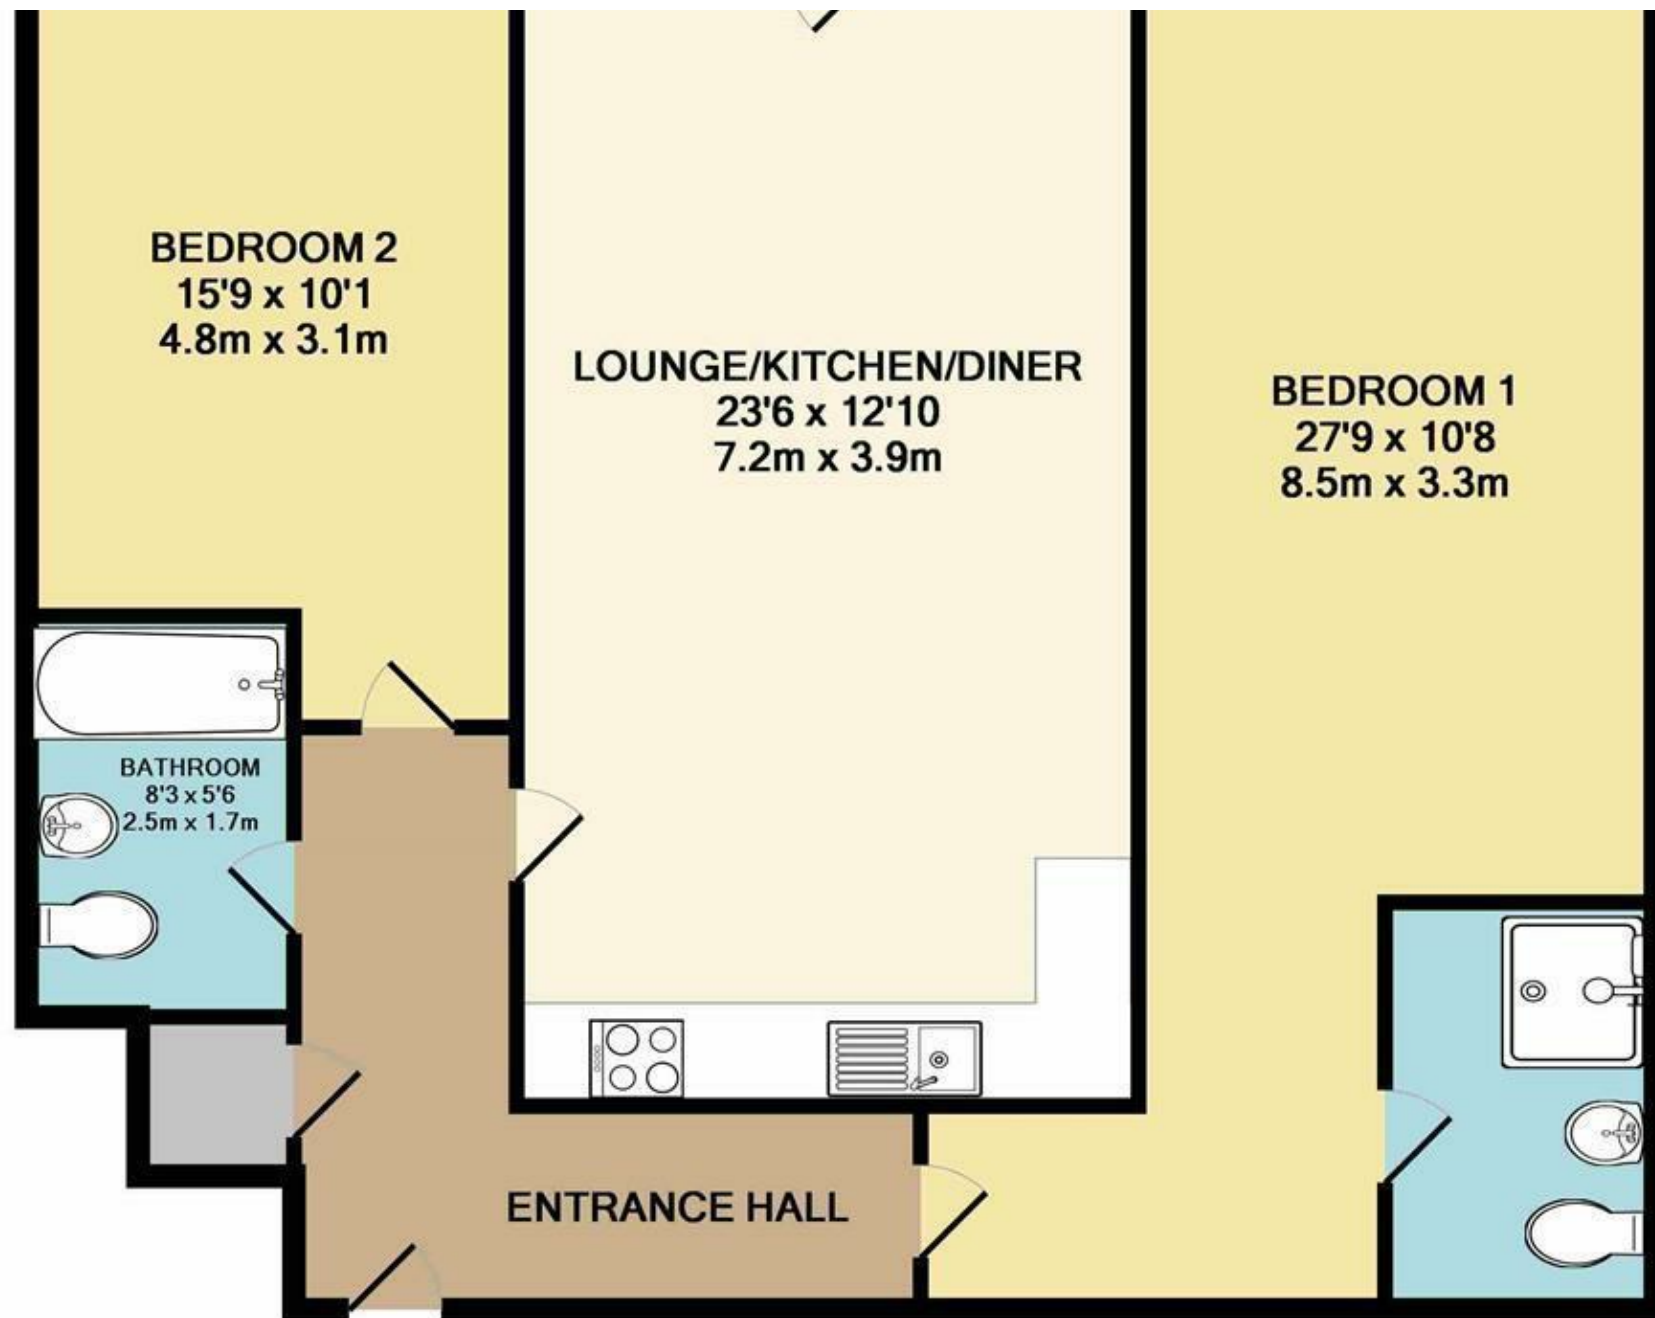 BEDROOM 2
15'9 x 10'1
4.8m x 3.1m
LOUNGE/KITCHEN/DINER
23'6 x 12'10
7.2m x 3.9m
BEDROOM 1
27'9 x 10'8
8.5m x 3.3m
BATHROOM
8'3 x 5'6
2.5m x 1.7m
ENTRANCE HALL